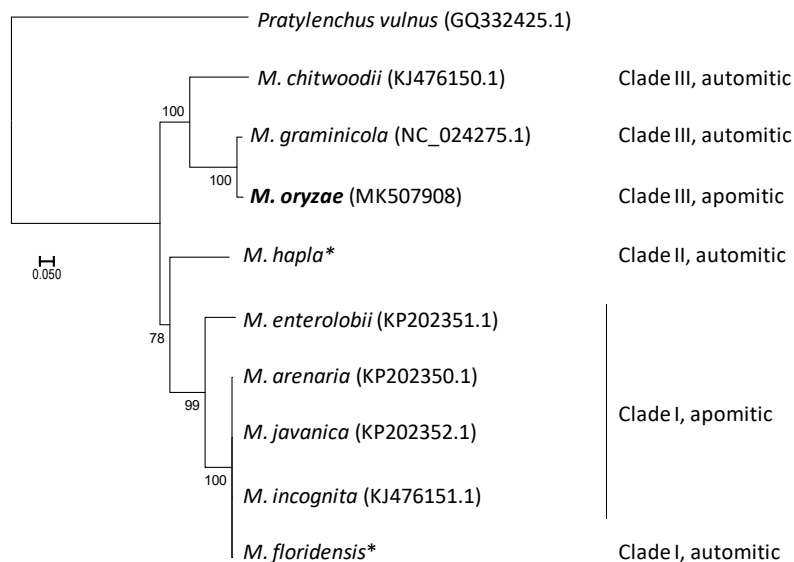 Pratylenchus vulnus (GQ332425.1)
M. chitwoodii (KJ476150.1) Clade III, automitic
100
M. graminicola (NC_024275.1) Clade III, automitic
100
M. oryzae (MK507908) Clade III, apomitic
M. hapla* Clade II, automitic
0.050
M. enterolobii (KP202351.1)
78
M. arenaria (KP202350.1)
99
Clade I, apomitic
M. javanica (KP202352.1)
100
M. incognita (KJ476151.1)
M. floridensis* Clade I, automitic